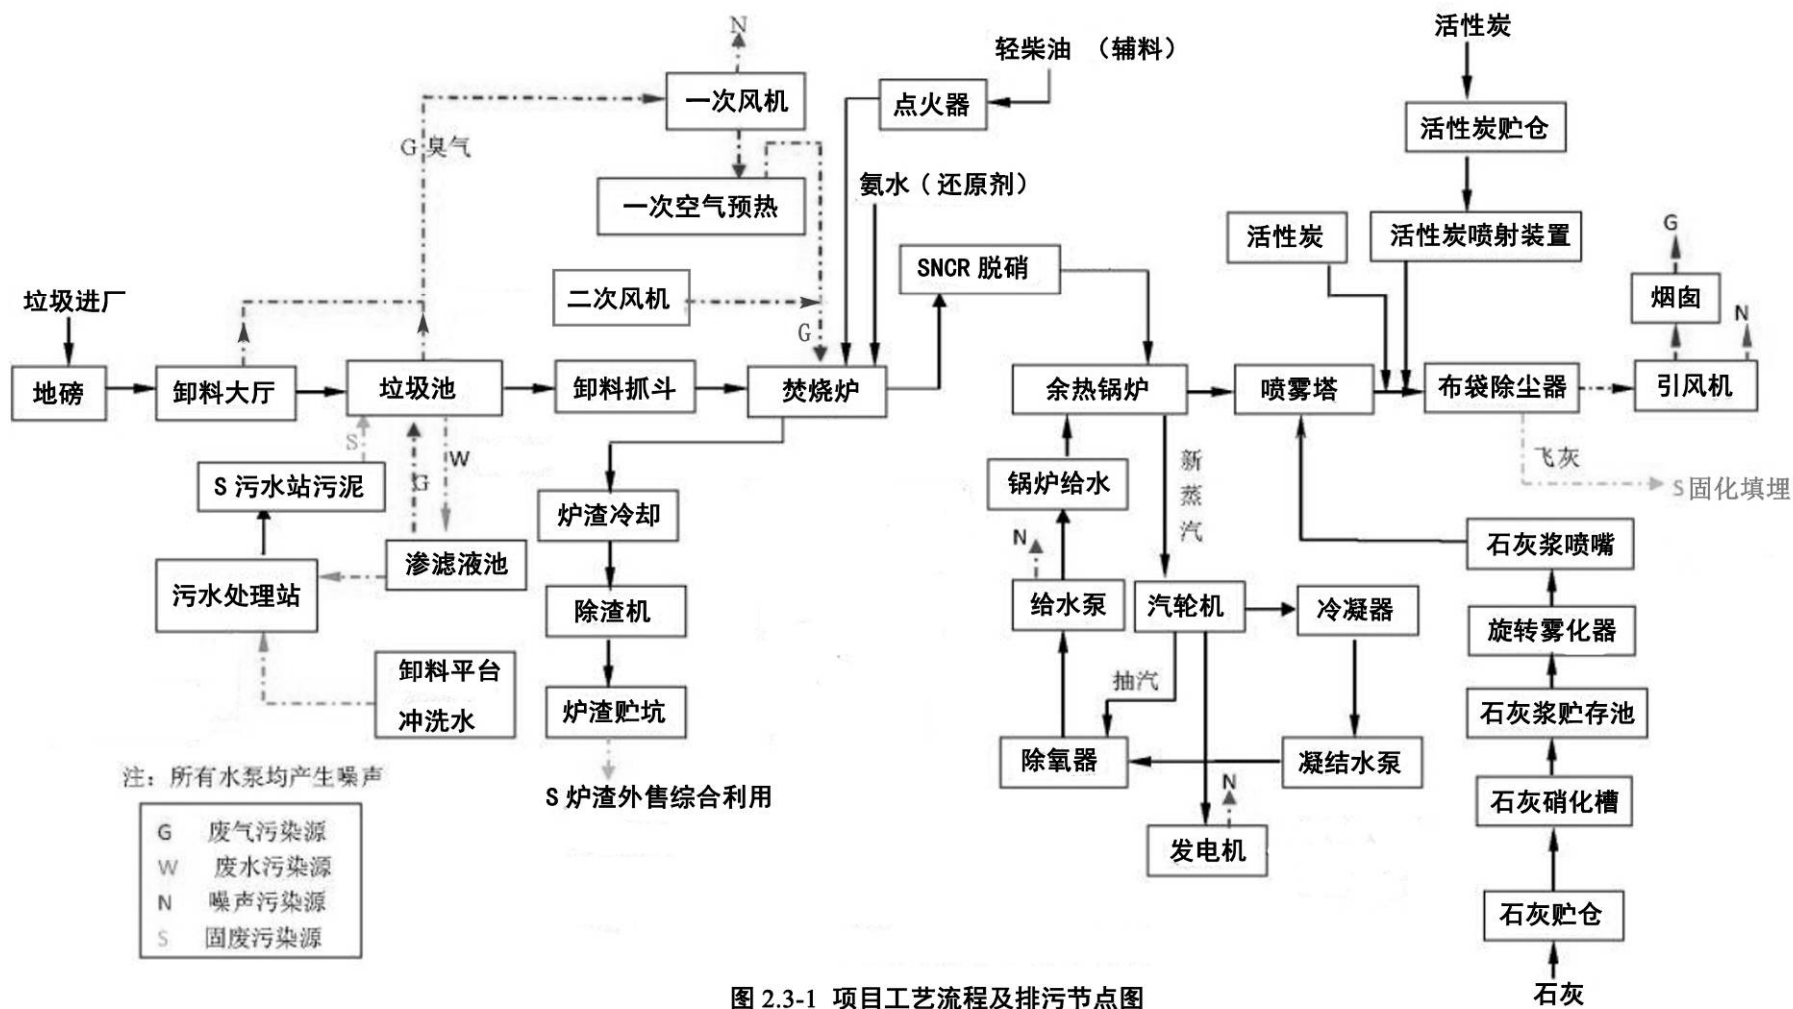 活性炭
N
轻柴油 （辅料）
一次风机
点火器
活性炭贮仓
G 臭气
氨水（还原剂）
一次空气预热
活性炭
活性炭喷射装置
G
SNCR 脱硝
垃圾进厂
二次风机
烟囱
N
G
地磅
卸料大厅
垃圾池
卸料抓斗
焚烧炉
余热锅炉
喷雾塔
布袋除尘器
引风机
S
W
G
新蒸汽
飞灰
S 固化填埋
S 污水站污泥
锅炉给水
炉渣冷却
N
石灰浆喷嘴
渗滤液池
污水处理站
除渣机
给水泵
汽轮机
冷凝器
旋转雾化器
卸料平台
冲洗水
抽汽
炉渣贮坑
石灰浆贮存池
除氧器
凝结水泵
注：所有水泵均产生噪声
S 炉渣外售综合利用
N
石灰硝化槽
G 废气污染源
W 废水污染源
N 噪声污染源
S 固废污染源
发电机
石灰贮仓
石灰
图 2.3-1 项目工艺流程及排污节点图